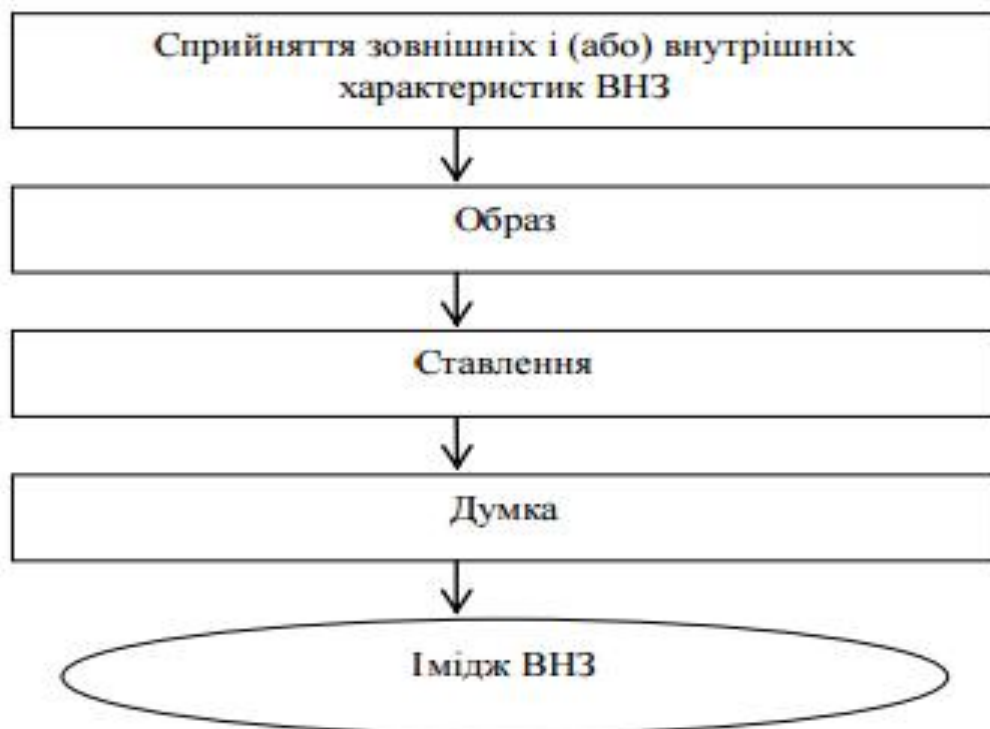 Сприйняття зовнішніх і (або) внутрішніх
характеристик ВНЗ
Образ
Ставлення
Думка
Імідж ВНЗ